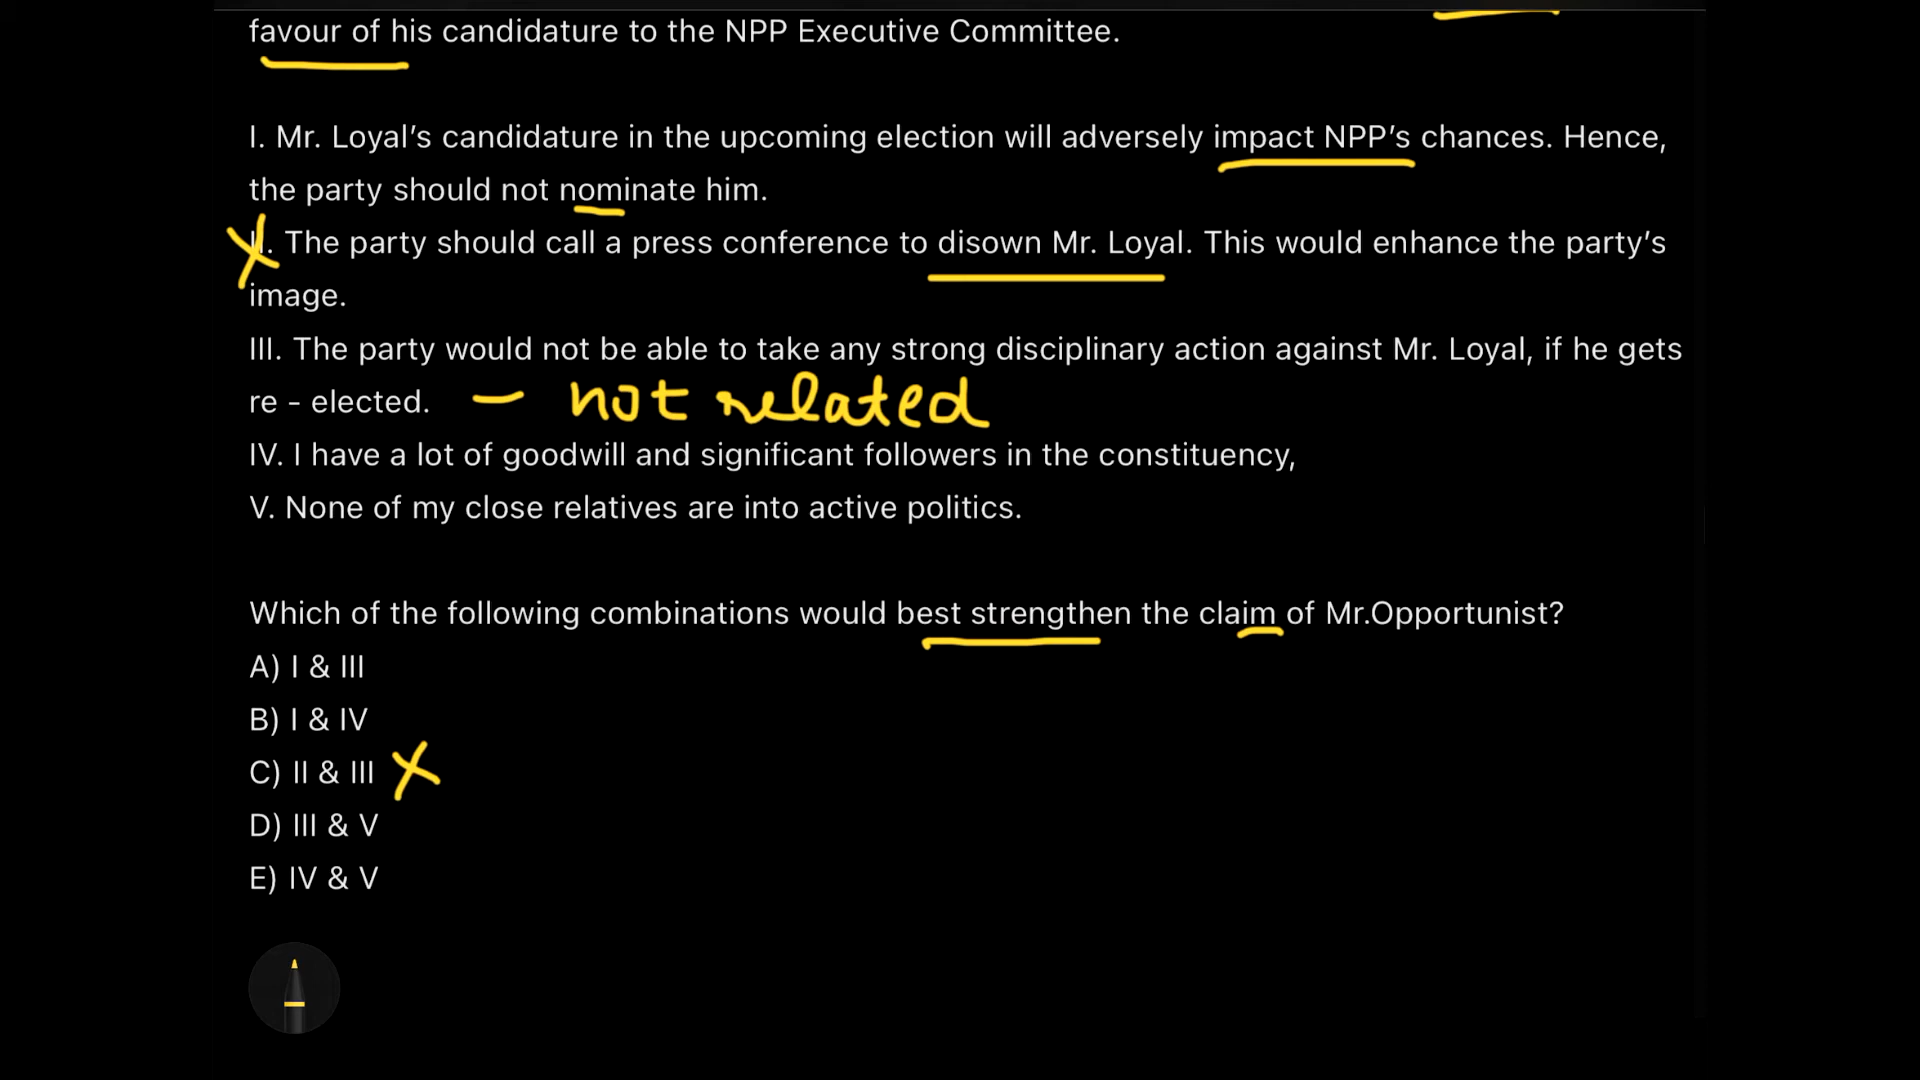 favour of his candidature to the NPP Executive Committee.
I. Mr. Loyal’s candidature in the upcoming election will adversely impact NPP’s chances. Hence,
the party should not nominate him.
II. The party should call a press conference to disown Mr. Loyal. This would enhance the party’s
image.
III. The party would not be able to take any strong disciplinary action against Mr. Loyal, if he gets
re - elected. - not related
IV. I have a lot of goodwill and significant followers in the constituency,
V. None of my close relatives are into active politics.
Which of the following combinations would best strengthen the claim of Mr.Opportunist?
A) I & III
B) I & IV
C) II & III
D) III & V
E) IV & V